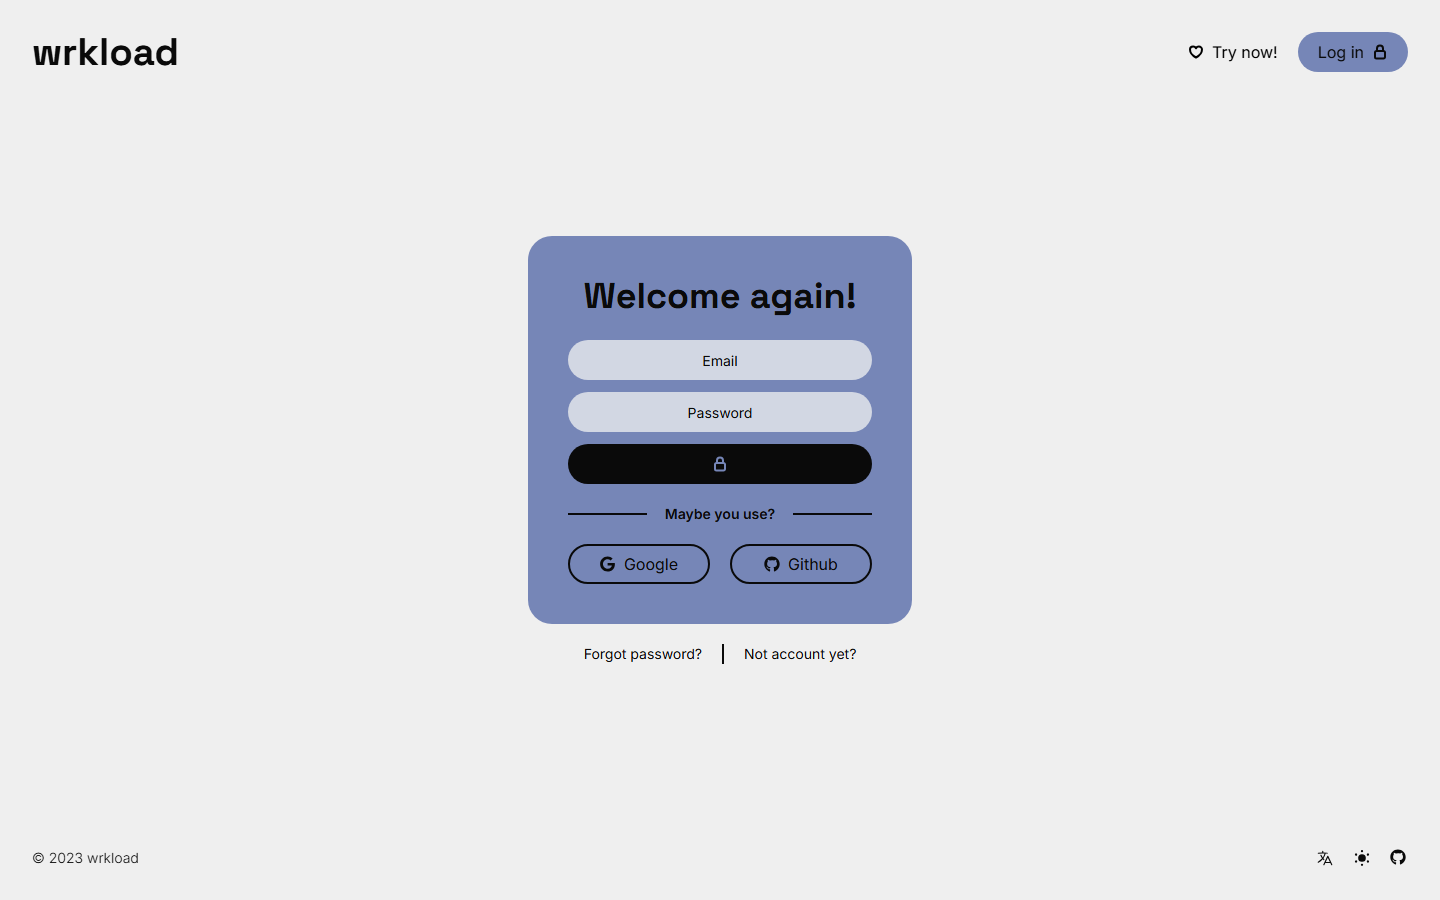 wrkload
Try now!
Log in
Welcome again!
Email
Password
Maybe you use?
Google
Github
Forgot password?
Not account yet?
© 2023 wrkload